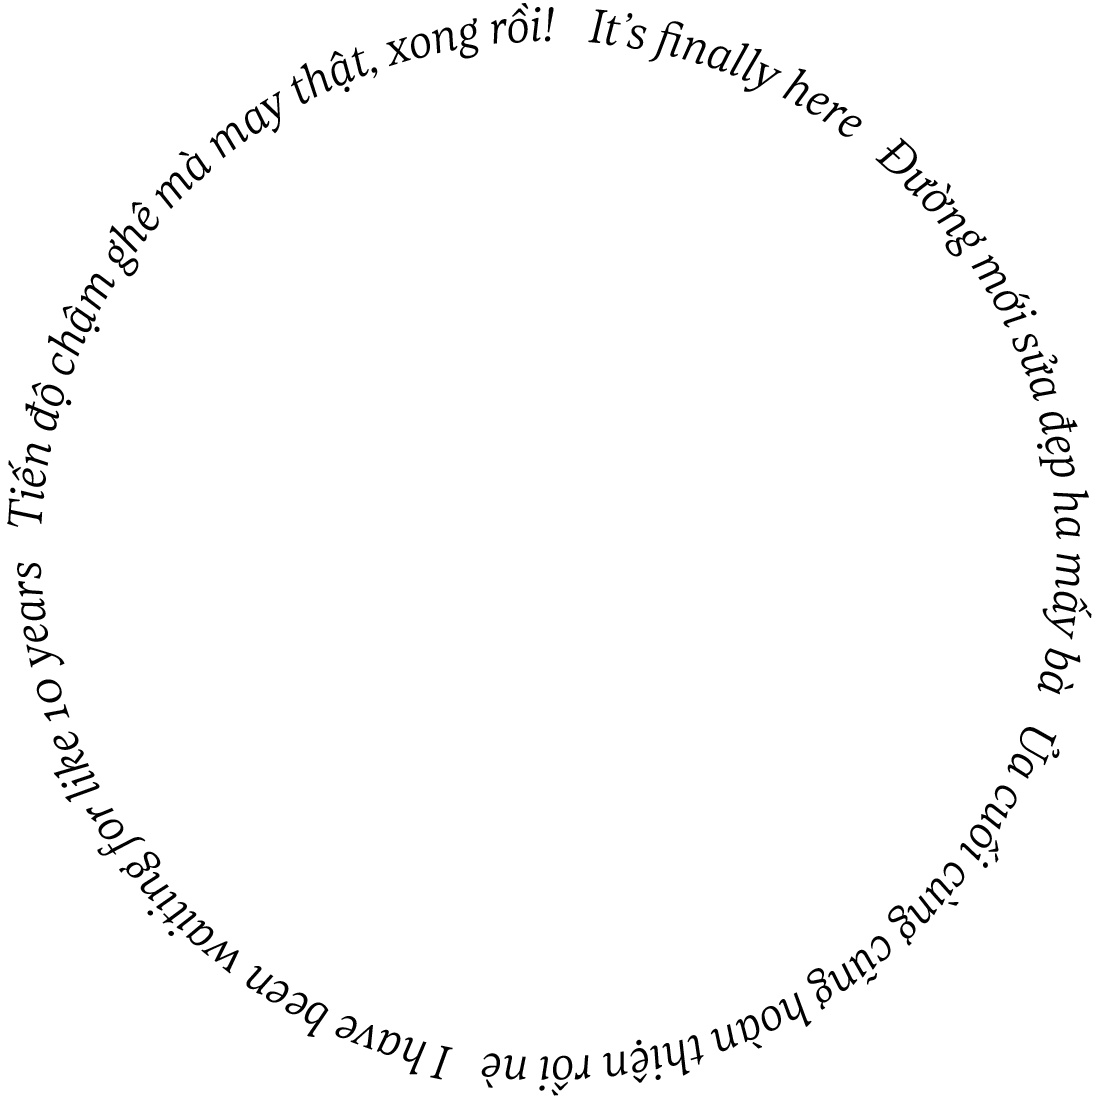 It’s finally here
Đường mới sửa đẹp ha mấy bà
Ủa cuối cùng cũng hoàn thiện rồi nè
I have been waiting for like 10 years
Tiến độ chậm ghê mà may thật, xong rồi!